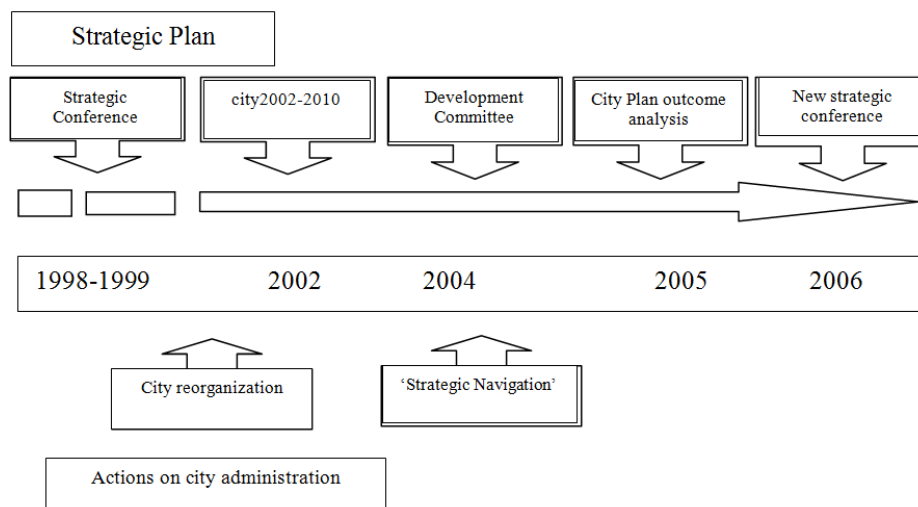 Strategic Plan
Strategic
Conference
city2002-2010
Development
Committee
City Plan outcome
analysis
New strategic
conference
1998-1999
2002
2004
2005
2006
City reorganization
‘Strategic Navigation’
Actions on city administration